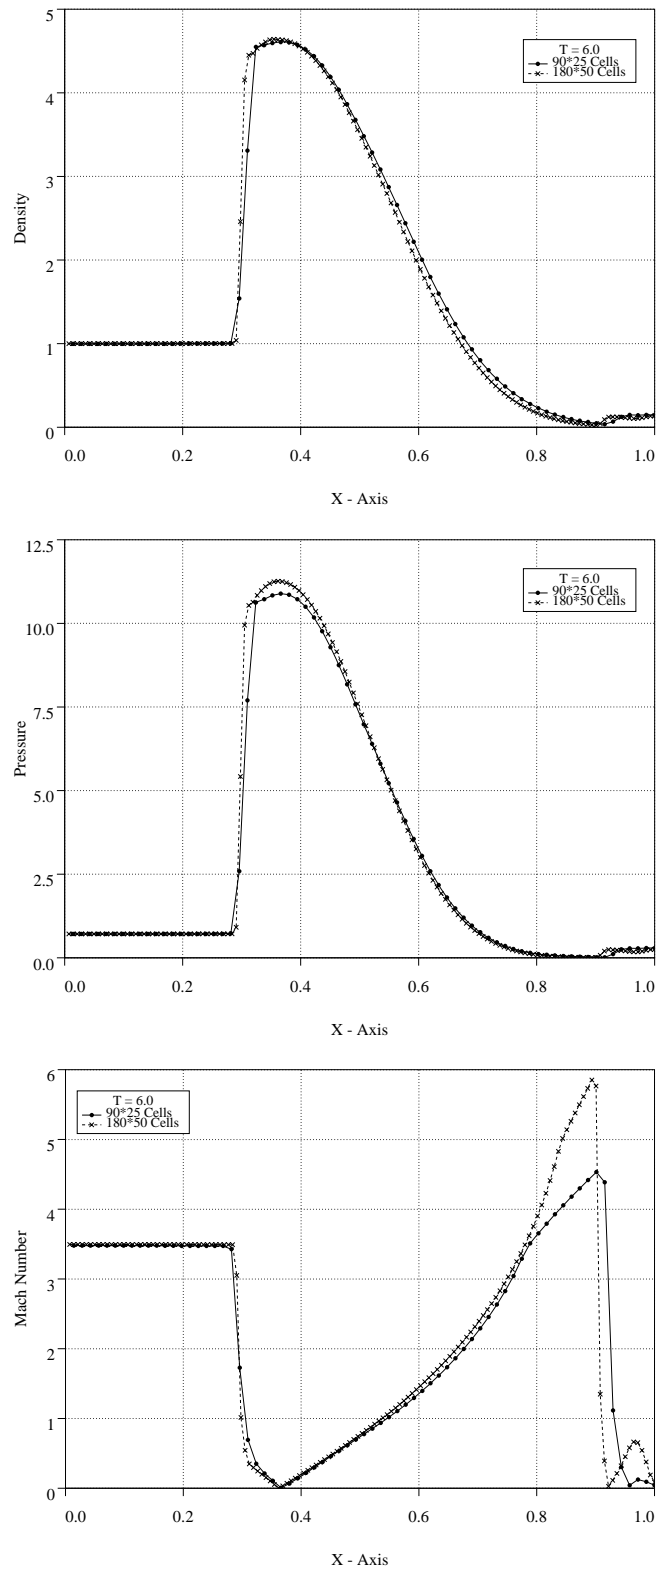 5
4
3
2
1
0
Density
T = 6.0
90*25 Cells
180*50 Cells
0.0 0.2 0.4 0.6 0.8 1.0
X - Axis
12.5
10.0
7.5
5.0
2.5
0.0
Pressure
T = 6.0
90*25 Cells
180*50 Cells
0.0 0.2 0.4 0.6 0.8 1.0
X - Axis
6
5
4
3
2
1
0
Mach Number
T = 6.0
90*25 Cells
180*50 Cells
0.0 0.2 0.4 0.6 0.8 1.0
X - Axis